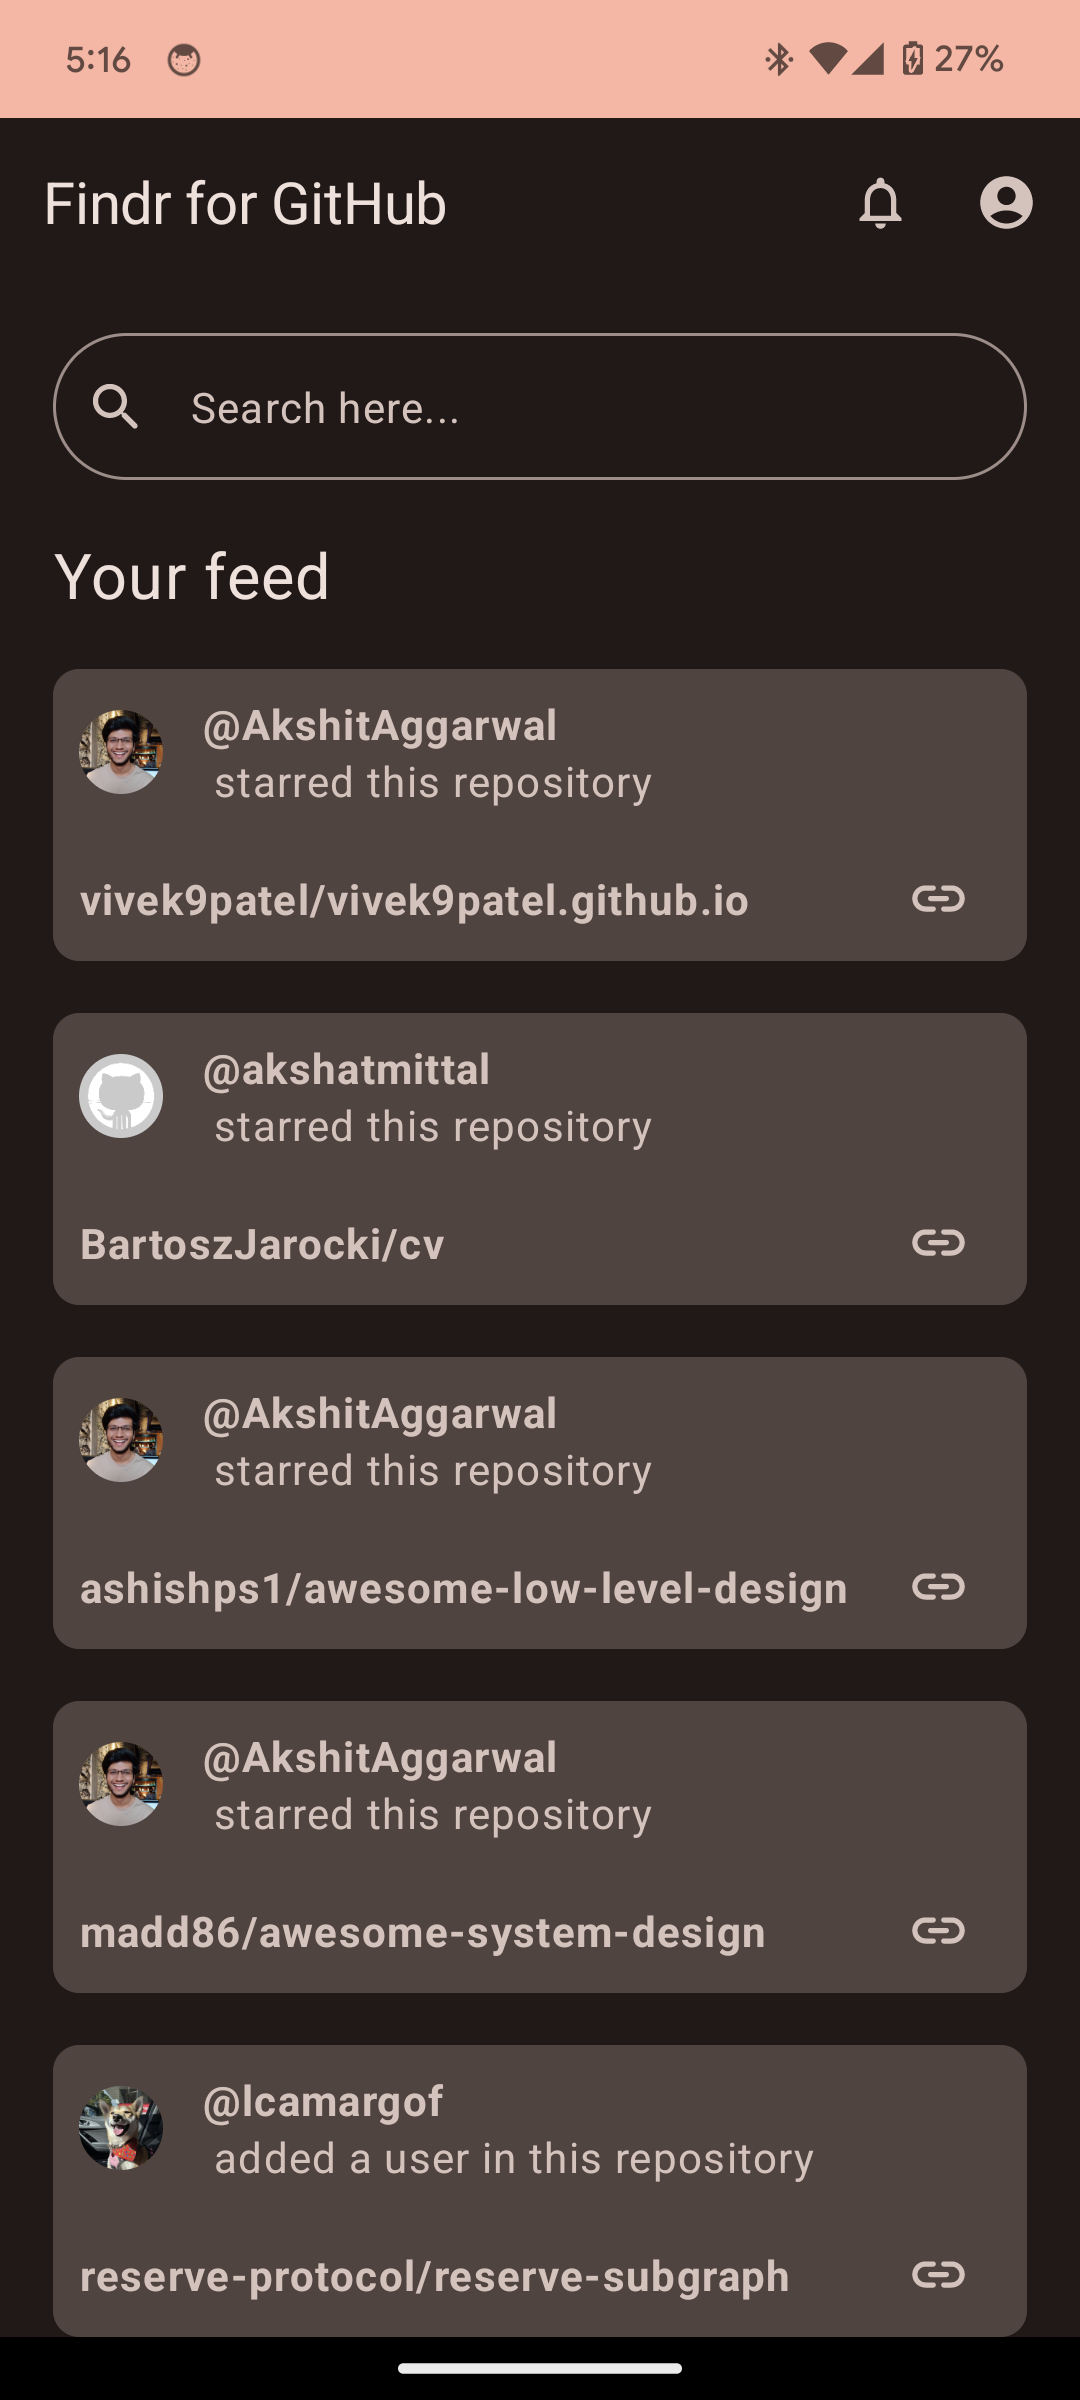 5:16 27%
Findr for GitHub
Search here...
Your feed
@AkshitAggarwal
starred this repository
vivek9patel/vivek9patel.github.io
@akshatmittal
starred this repository
BartoszJarocki/cv
@AkshitAggarwal
starred this repository
ashishps1/awesome-low-level-design
@AkshitAggarwal
starred this repository
madd86/awesome-system-design
@lcamargof
added a user in this repository
reserve-protocol/reserve-subgraph